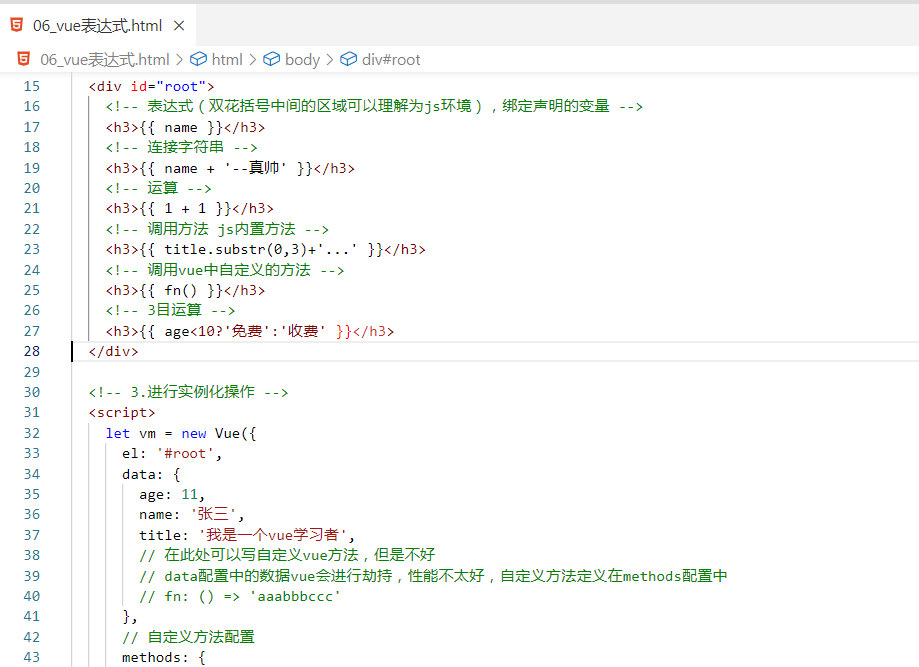 06_vue表达式.html ×
06_vue表达式.html > html > body > div#root
15 <div id="root">
16 <!-- 表达式（双花括号中间的区域可以理解为js环境），绑定声明的变量 -->
17 <h3>{{ name }}</h3>
18 <!-- 连接字符串 -->
19 <h3>{{ name + '--真帅' }}</h3>
20 <!-- 运算 -->
21 <h3>{{ 1 + 1 }}</h3>
22 <!-- 调用方法 js内置方法 -->
23 <h3>{{ title.substr(0,3)+'...' }}</h3>
24 <!-- 调用vue中自定义的方法 -->
25 <h3>{{ fn() }}</h3>
26 <!-- 3目运算 -->
27 <h3>{{ age<10?'免费':'收费' }}</h3>
28 </div>
29
30 <!-- 3.进行实例化操作 -->
31 <script>
32 let vm = new Vue({
33 el: '#root',
34 data: {
35 age: 11,
36 name: '张三',
37 title: '我是一个vue学习者',
38 // 在此处可以写自定义vue方法，但是不好
39 // data配置中的数据vue会进行劫持，性能不太好，自定义方法定义在methods配置中
40 // fn: () => 'aaabbbccc'
41 },
42 // 自定义方法配置
43 methods: {